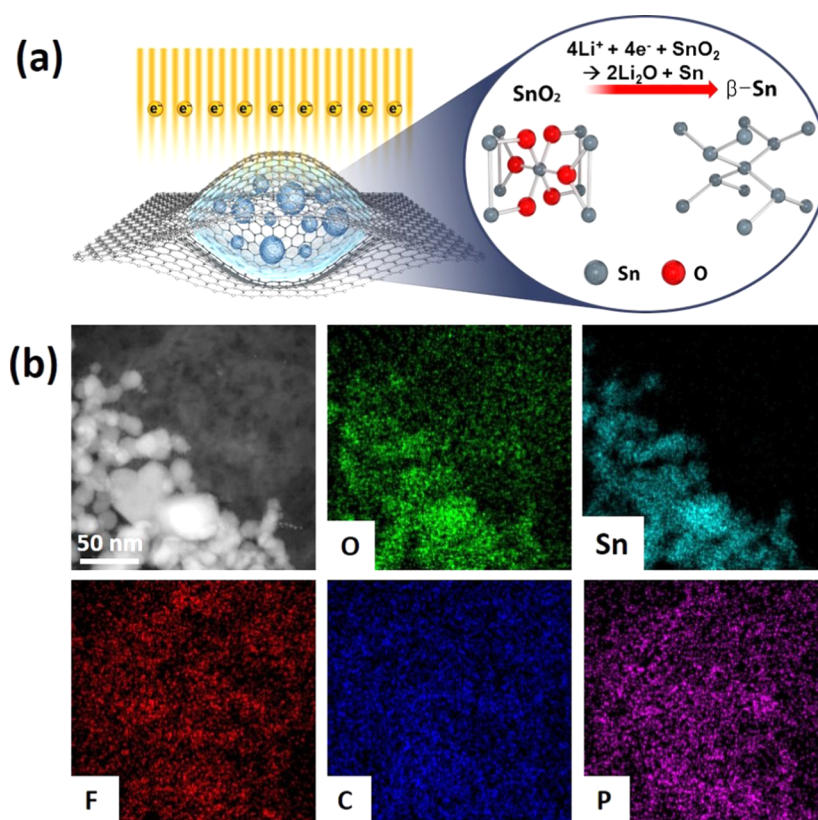 (a)
e⁻ e⁻ e⁻ e⁻ e⁻ e⁻ e⁻ e⁻ e⁻
4Li⁺ + 4e⁻ + SnO₂
→ 2Li₂O + Sn
SnO₂
β−Sn
Sn
O
(b)
50 nm
O
Sn
F
C
P